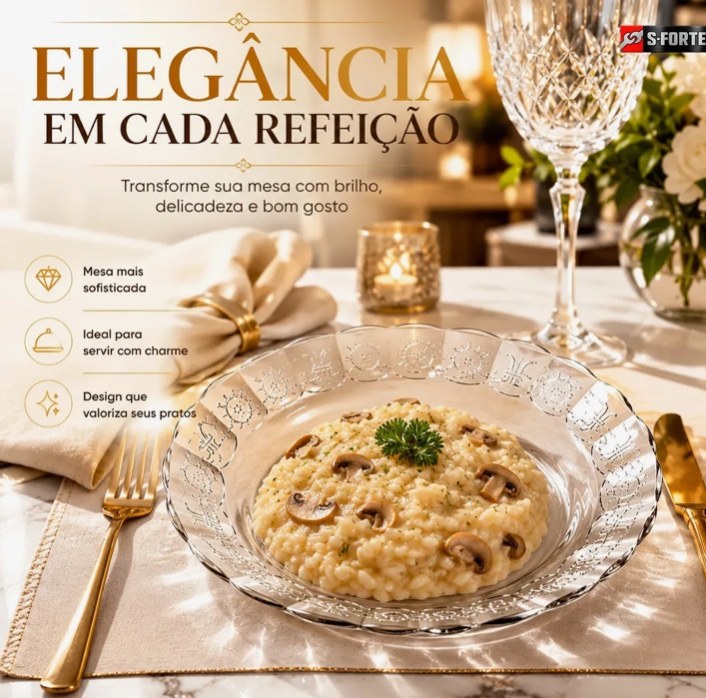 S-FORTE
ELEGÂNCIA
EM CADA REFEIÇÃO
Transforme sua mesa com brilho,
delicadeza e bom gosto
Mesa mais
sofisticada
Ideal para
servir com charme
Design que
valoriza seus pratos